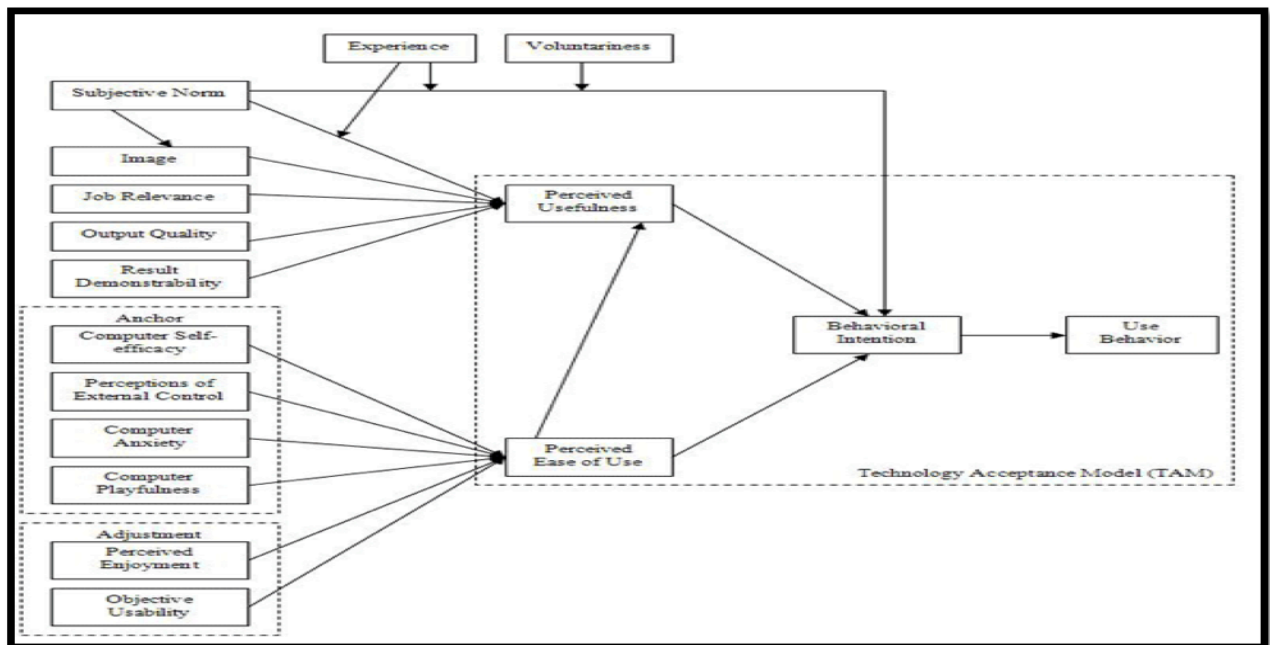 Experience
Voluntariness
Subjective Norm
Image
Job Relevance
Output Quality
Result
Demonstrability
Anchor
Computer Self-
efficacy
Perceptions of
External Control
Computer
Anxiety
Computer
Playfulness
Adjustment
Perceived
Enjoyment
Objective
Usability
Perceived
Usefulness
Perceived
Ease of Use
Behavioral
Intention
Use
Behavior
Technology Acceptance Model (TAM)